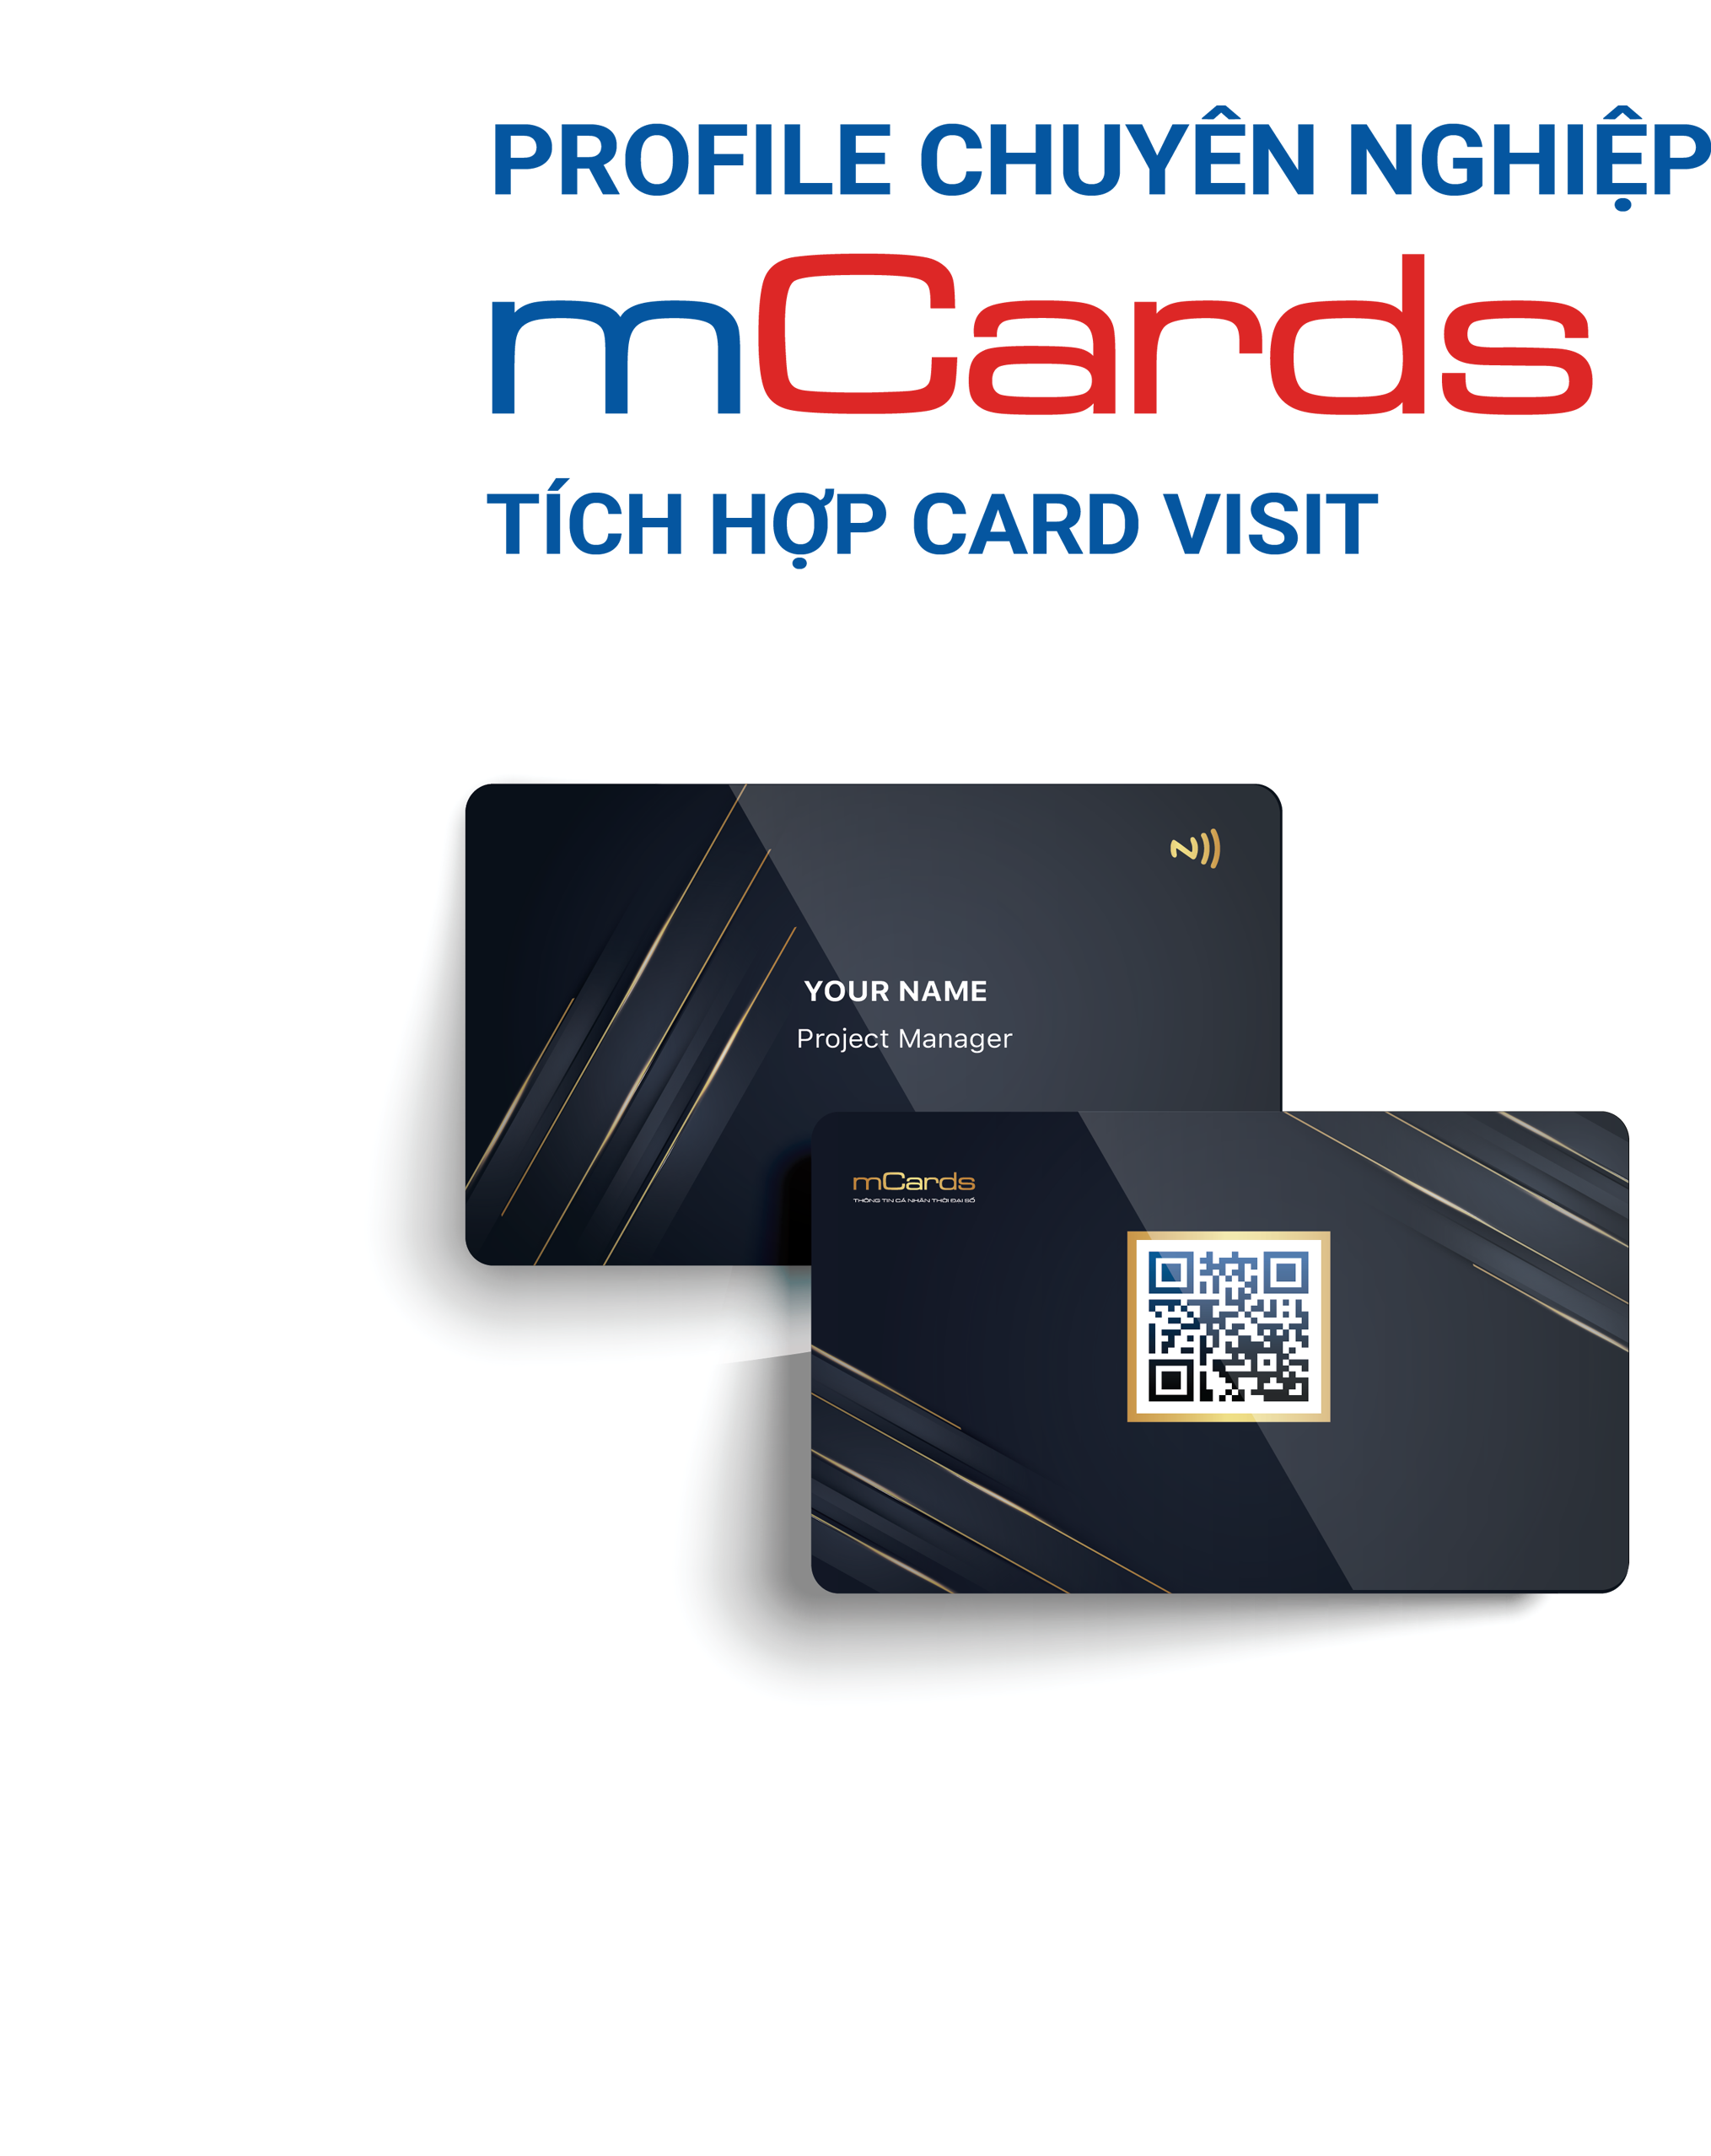 PROFILE CHUYÊN NGHIỆP
mCards
TÍCH HỢP CARD VISIT
YOUR NAME
Project Manager
mCards
THÔNG TIN CÁ NHÂN THỜI ĐẠI SỐ